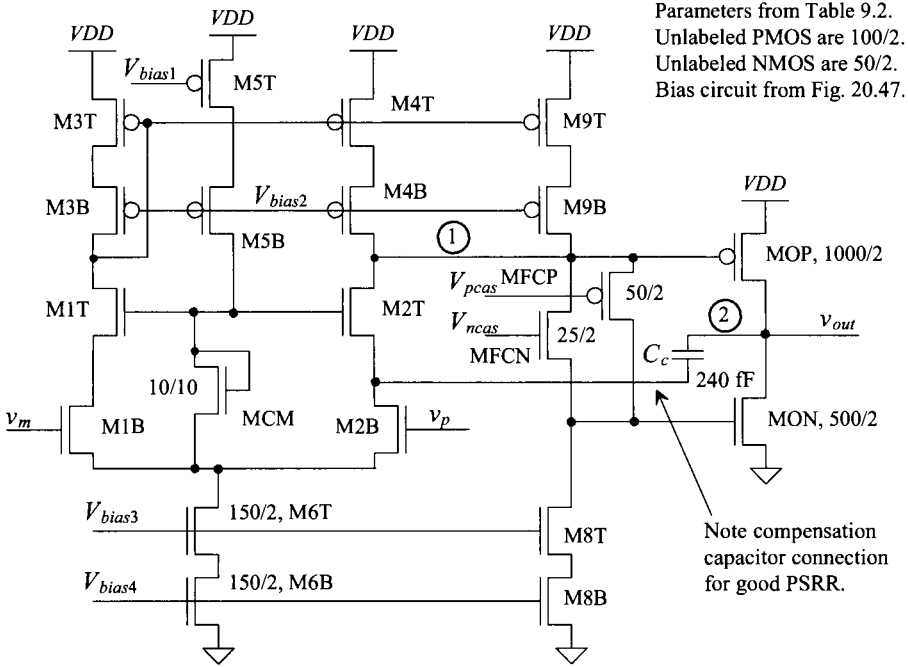 Parameters from Table 9.2.
Unlabeled PMOS are 100/2.
Unlabeled NMOS are 50/2.
Bias circuit from Fig. 20.47.
VDD
VDD
VDD
VDD
Vbias1
M5T
M3T
M4T
M9T
M3B
Vbias2
M4B
M9B
VDD
M5B
1
MOP, 1000/2
M1T
M2T
Vpcas
MFCP
50/2
2
vout
Vncas
25/2
MFCN
Cc
240 fF
10/10
MCM
vm
M1B
M2B
vp
MON, 500/2
Vbias3
150/2, M6T
M8T
Note compensation
capacitor connection
for good PSRR.
Vbias4
150/2, M6B
M8B